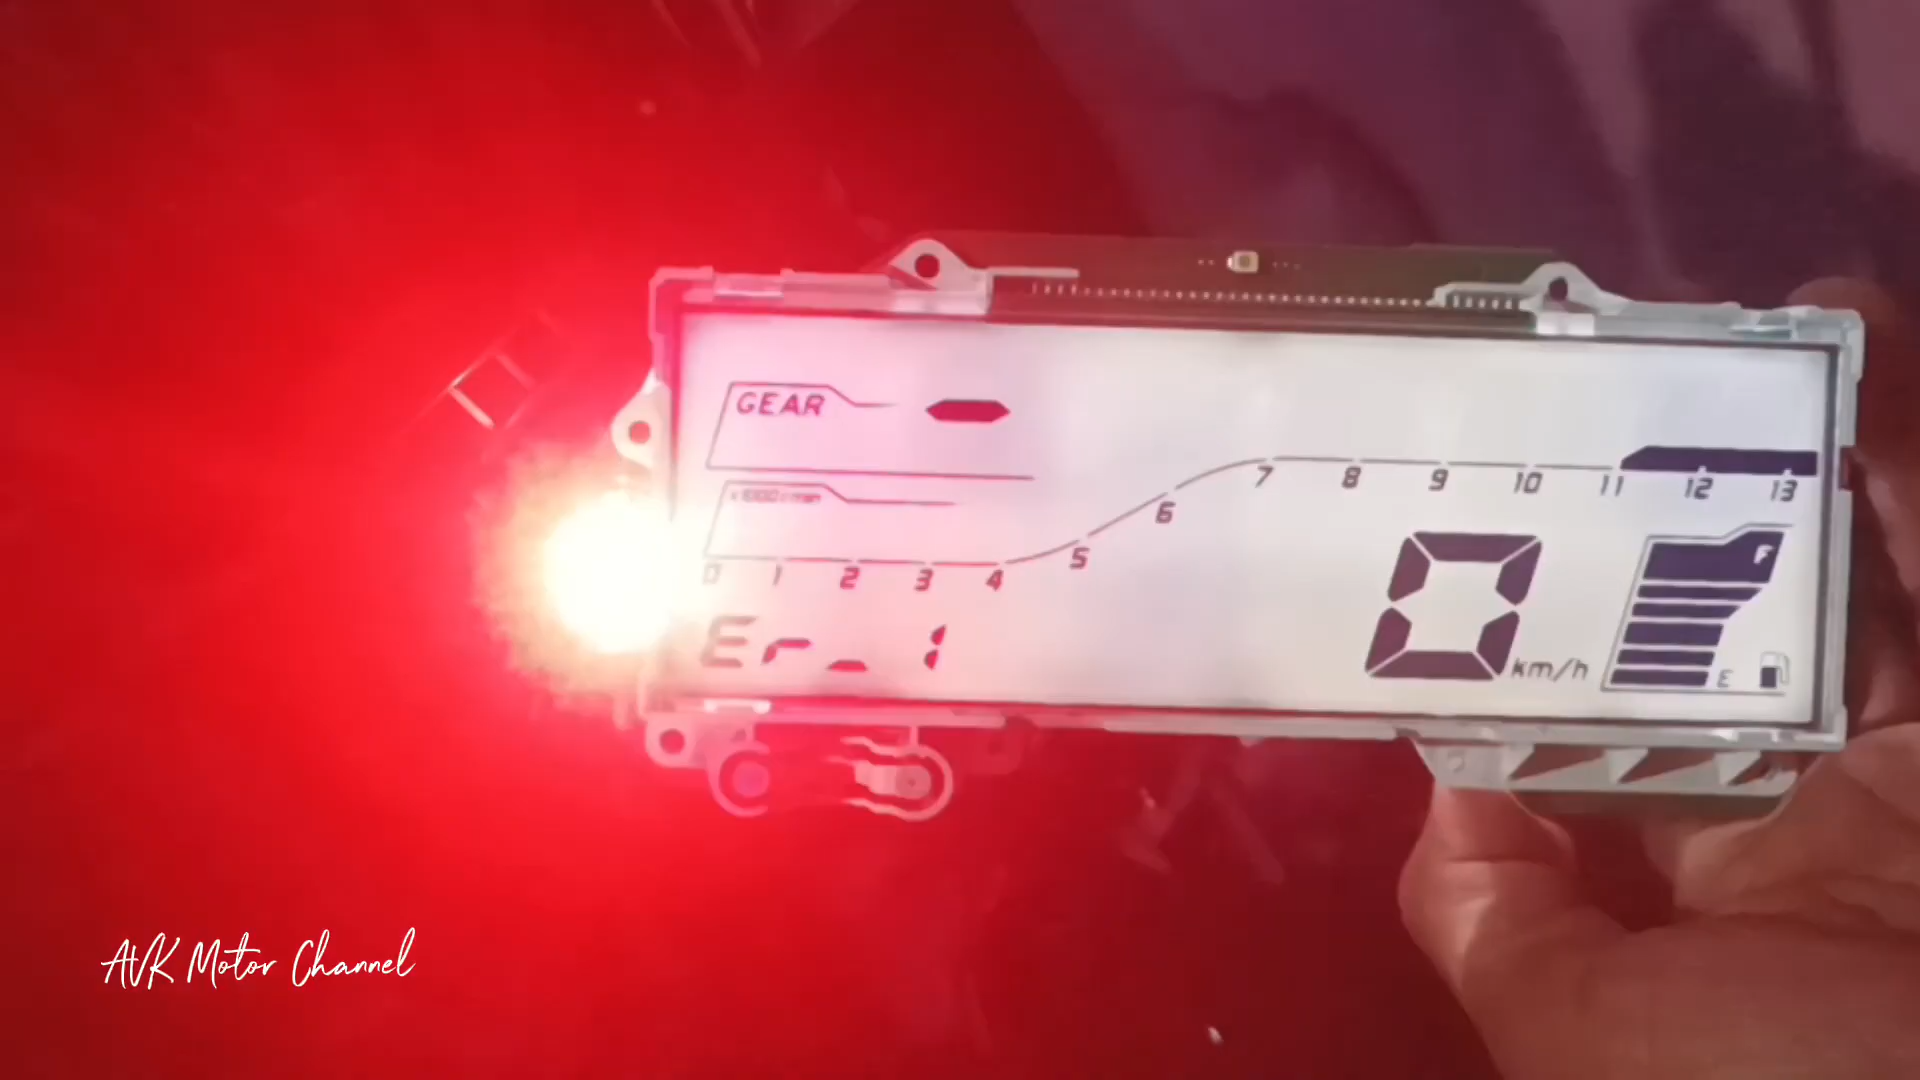 GEAR
x1000 r/min
0 1 2 3 4 5 6 7 8 9 10 11 12 13
Er_1
0 km/h
F
E
AVK Motor Channel